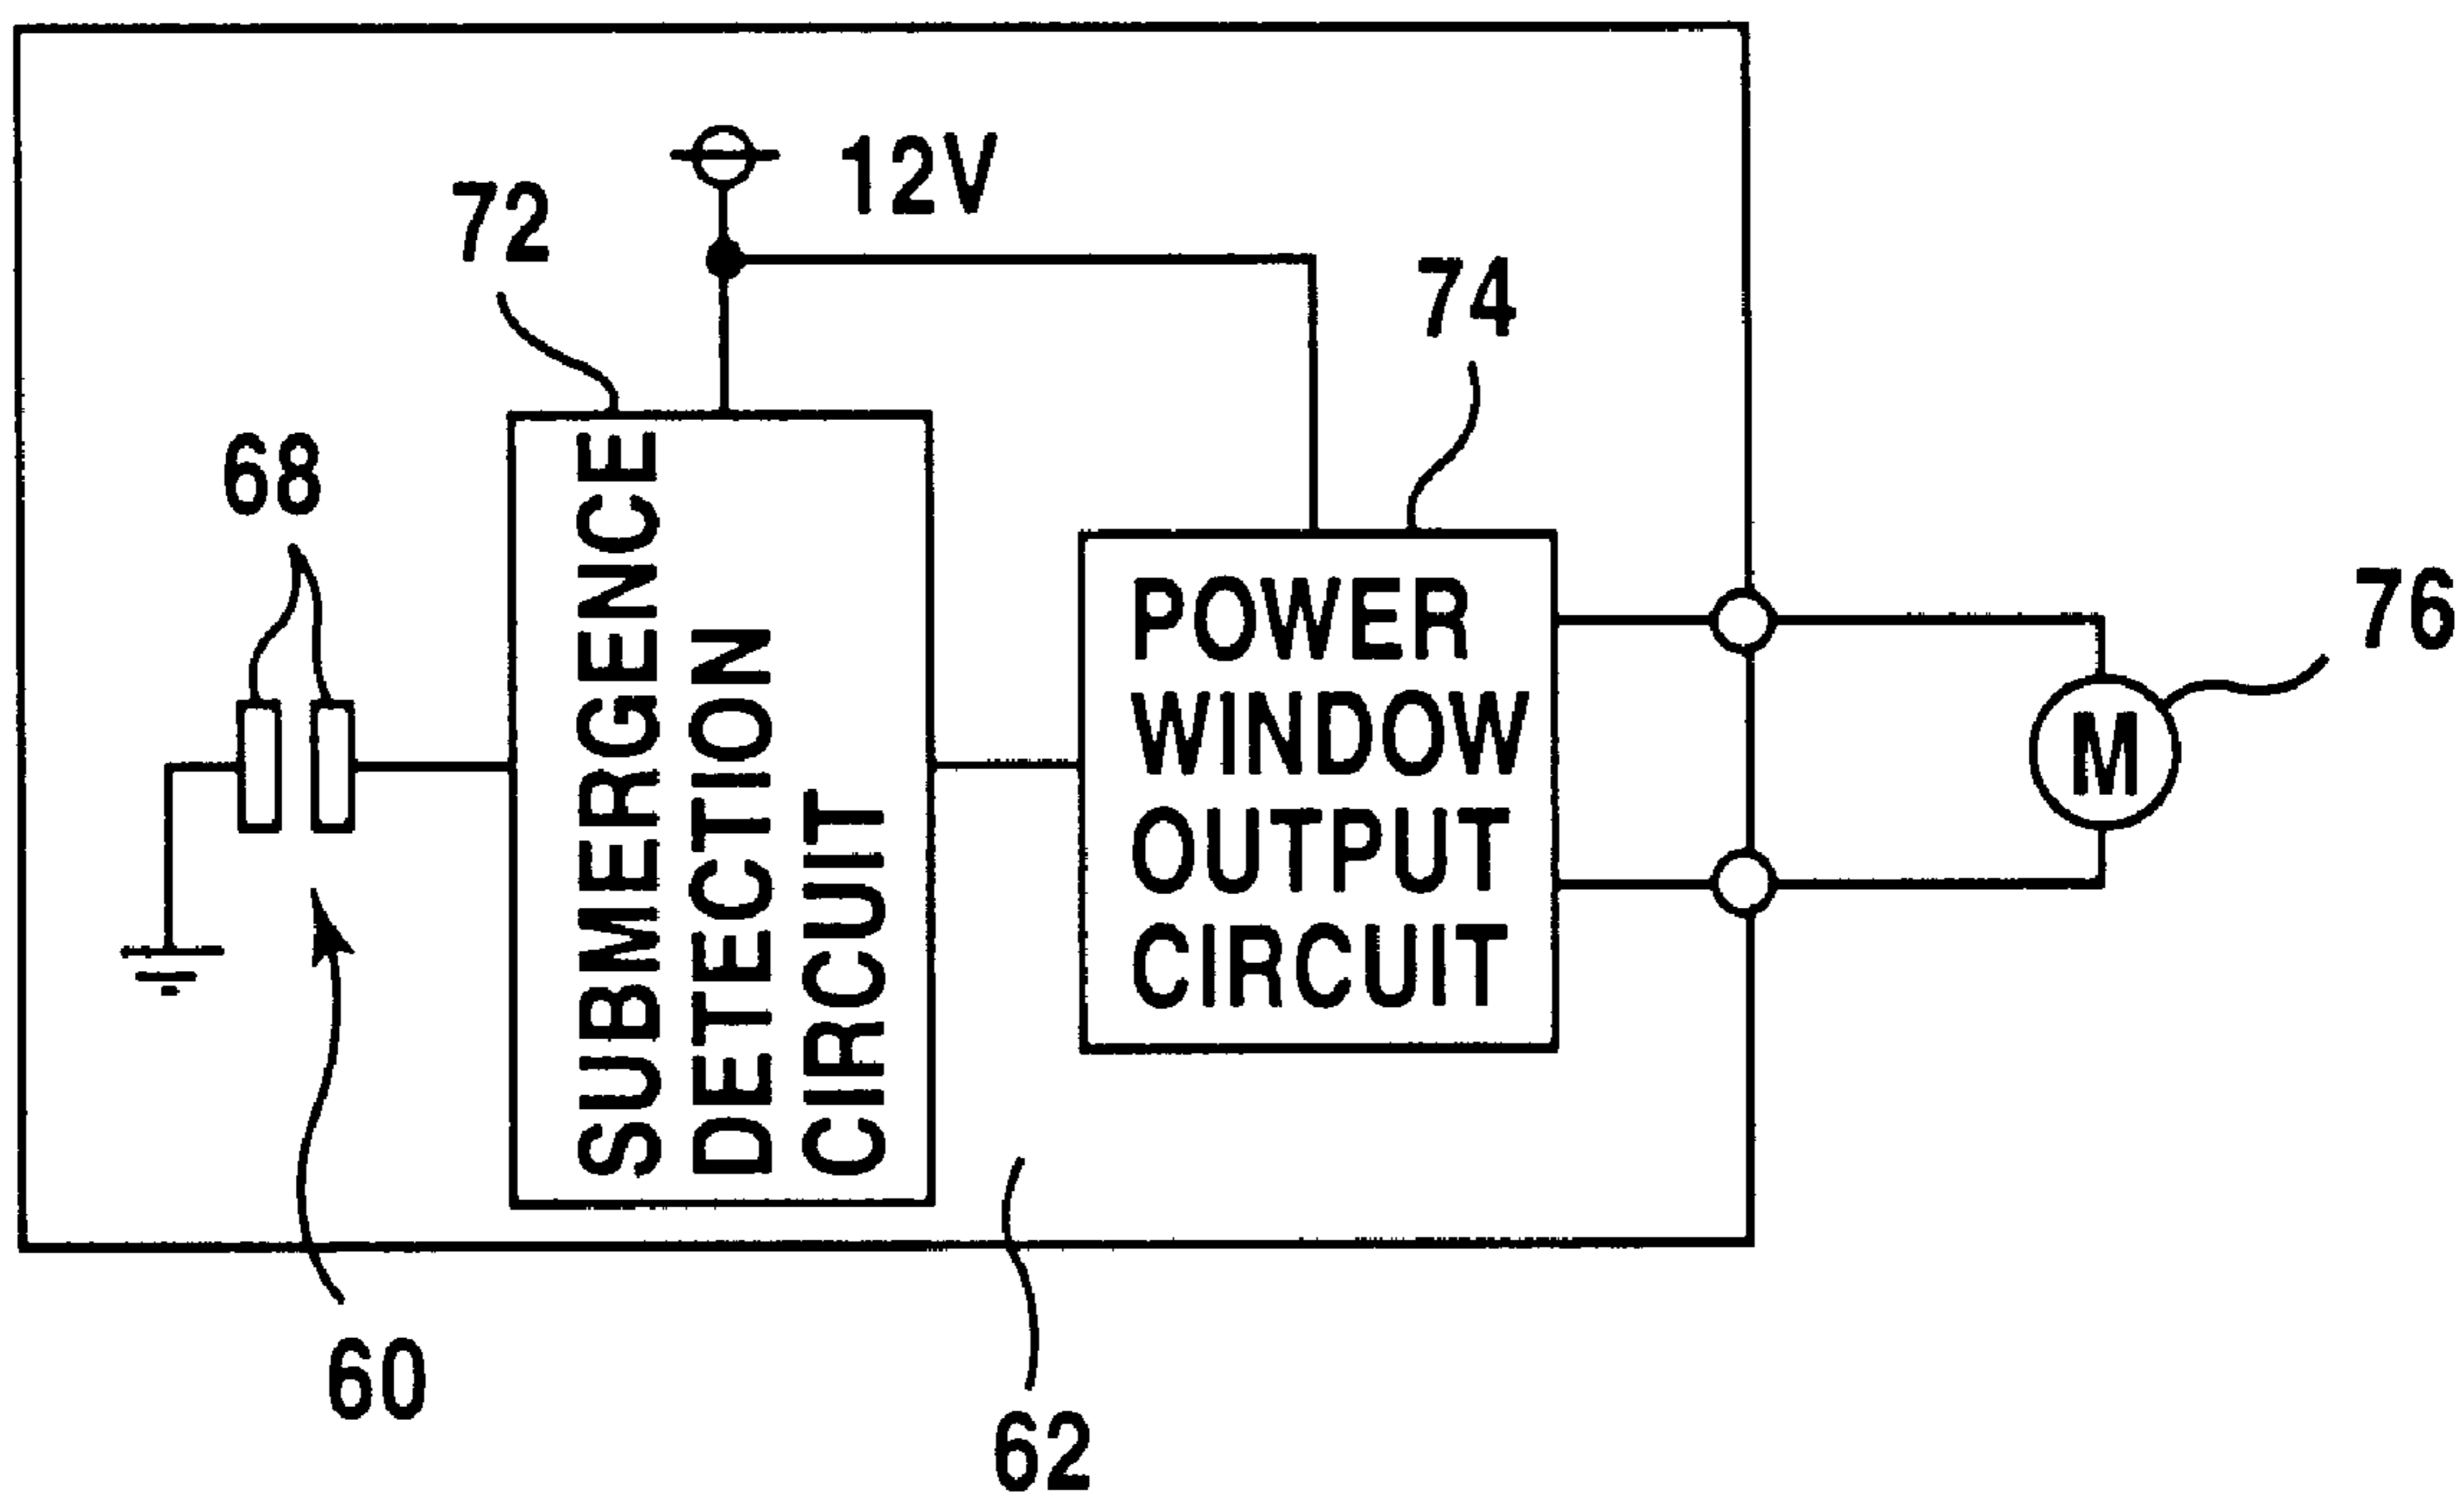 12V
72
74
68
76
SUBMERGENCE
DETECTION
CIRCUIT
POWER
WINDOW
OUTPUT
CIRCUIT
M
60
62